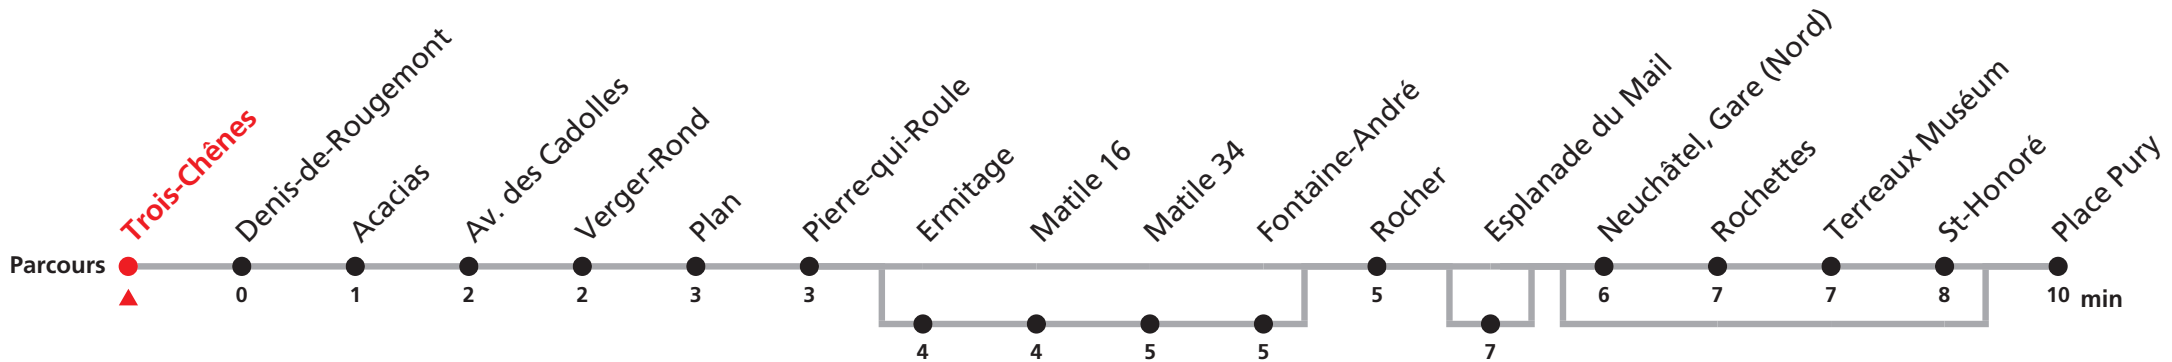 Trois-Chênes
Denis-de-Rougemont
Acacias
Av. des Cadolles
Verger-Rond
Plan
Pierre-qui-Roule
Ermitage
Matile 16
Matile 34
Fontaine-André
Rocher
Esplanade du Mail
Neuchâtel, Gare (Nord)
Rochettes
Terreaux Muséum
St-Honoré
Place Pury
Parcours
0 1 2 2 3 3 5 6 7 7 8 10 min
4 4 5 5 7